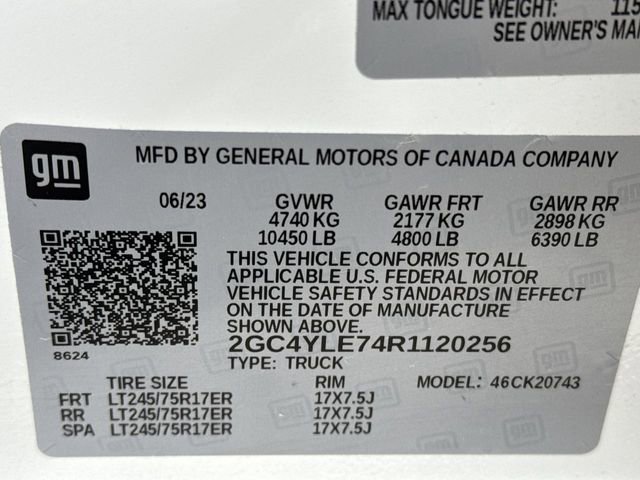 MAX TONGUE WEIGHT: 115
SEE OWNER'S MA
gm
MFD BY GENERAL MOTORS OF CANADA COMPANY
06/23 GVWR GAWR FRT GAWR RR
4740 KG 2177 KG 2898 KG
10450 LB 4800 LB 6390 LB
THIS VEHICLE CONFORMS TO ALL
APPLICABLE U.S. FEDERAL MOTOR
VEHICLE SAFETY STANDARDS IN EFFECT
ON THE DATE OF MANUFACTURE
SHOWN ABOVE. 2GC4YLE74R1120256
8624
TYPE: TRUCK
TIRE SIZE RIM MODEL: 46CK20743
FRT LT245/75R17ER 17X7.5J
RR LT245/75R17ER 17X7.5J
SPA LT245/75R17ER 17X7.5J